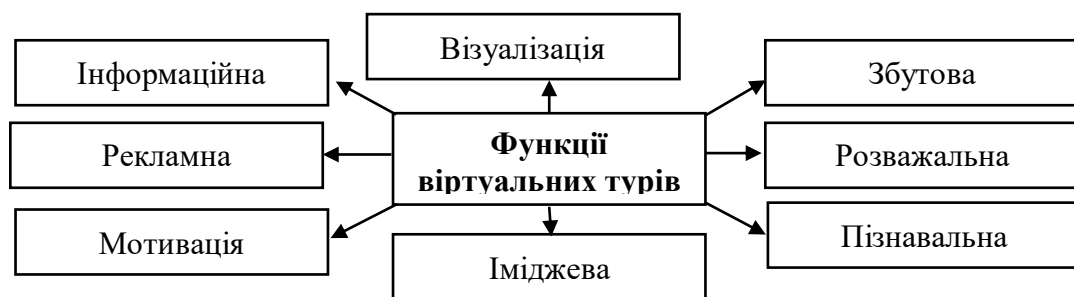 Візуалізація
Інформаційна
Збутова
Функції
віртуальних турів
Рекламна
Розважальна
Мотивація
Пізнавальна
Іміджева